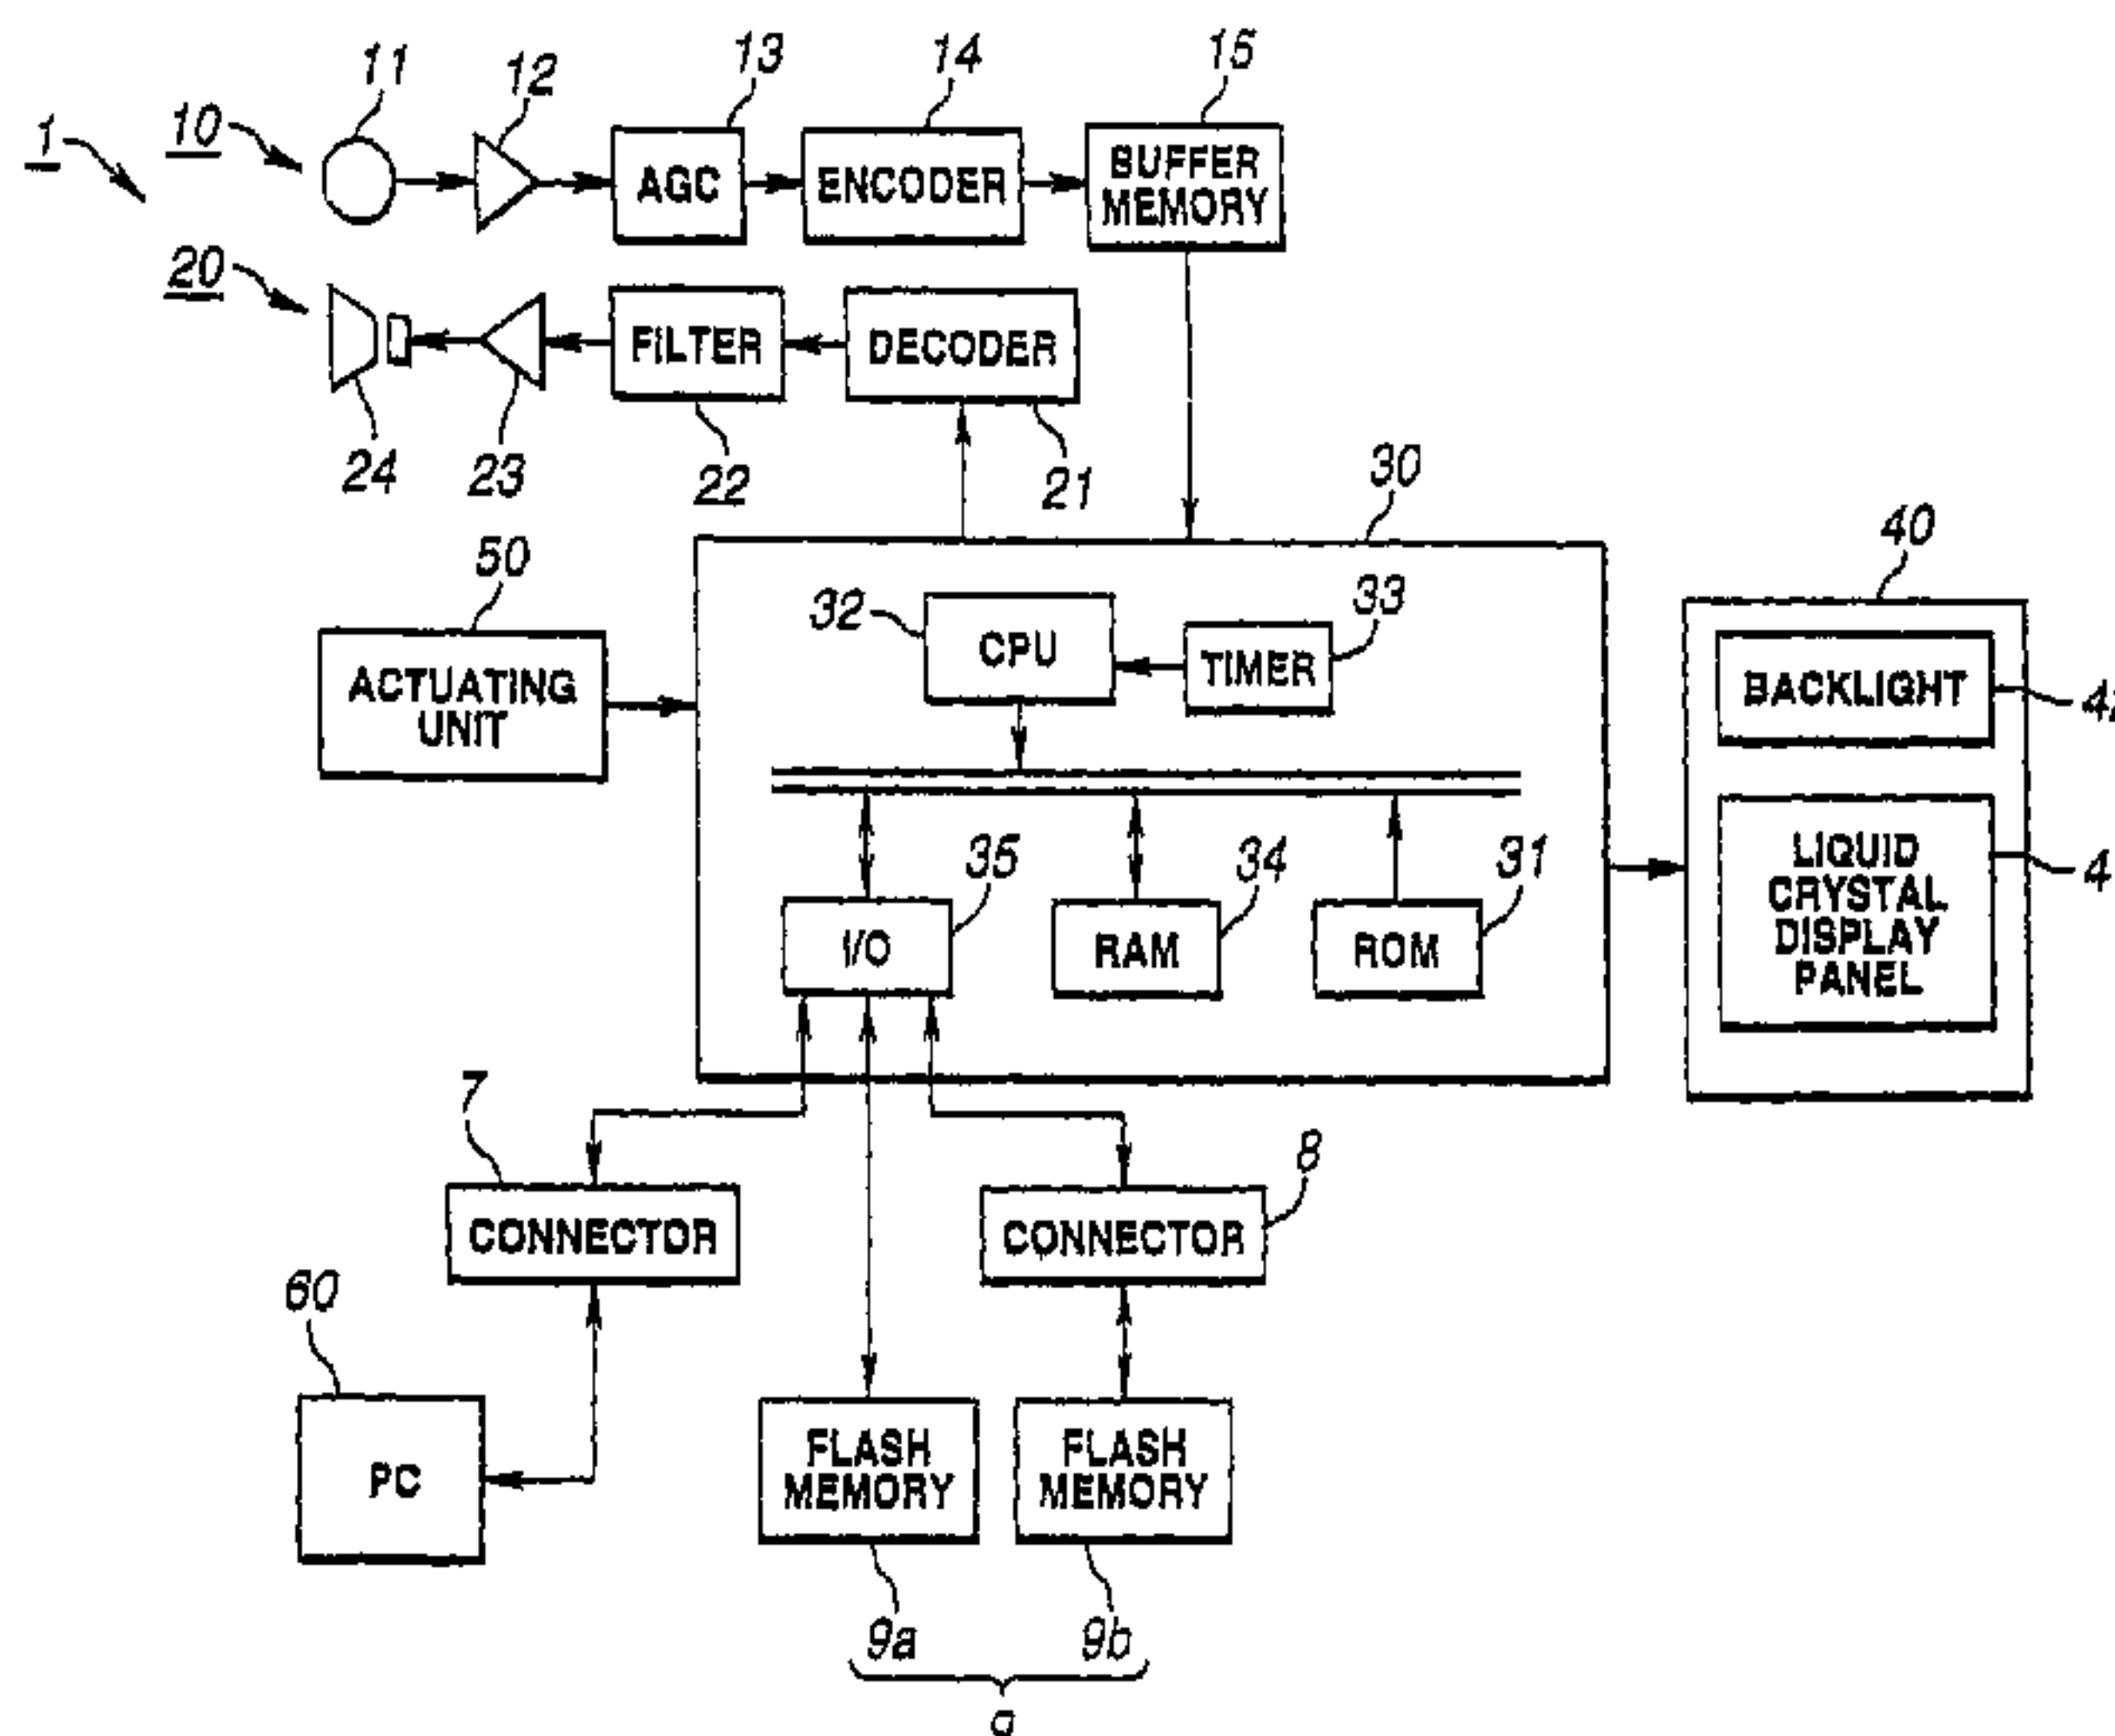 11
12
13
14
15
1
10
AGC
ENCODER
BUFFER
MEMORY
20
FILTER
DECODER
24
23
22
21
30
40
50
32
CPU
33
TIMER
BACKLIGHT
ACTUATING
UNIT
35
34
31
LIQUID
CRYSTAL
DISPLAY
PANEL
I/O
RAM
ROM
7
8
CONNECTOR
CONNECTOR
60
PC
FLASH
MEMORY
FLASH
MEMORY
9a
9b